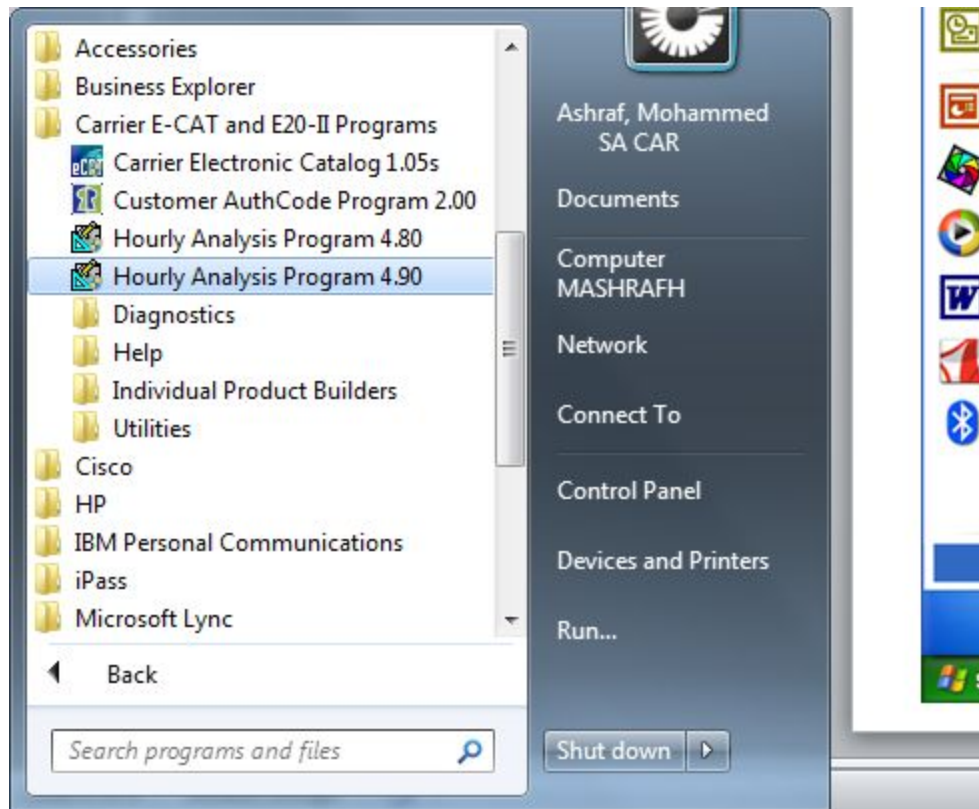 Accessories
Business Explorer
Carrier E-CAT and E20-II Programs
Carrier Electronic Catalog 1.05s
Customer AuthCode Program 2.00
Hourly Analysis Program 4.80
Hourly Analysis Program 4.90
Diagnostics
Help
Individual Product Builders
Utilities
Cisco
HP
IBM Personal Communications
iPass
Microsoft Lync
Back
Search programs and files
Ashraf, Mohammed
SA CAR
Documents
Computer
MASHRAFH
Network
Connect To
Control Panel
Devices and Printers
Run...
Shut down